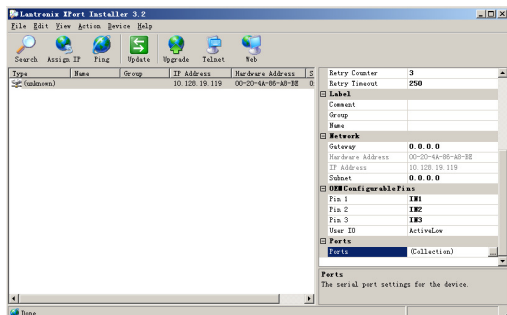 Lantronix XPort Installer 3.2
File Edit View Action Device Help
Search Assign IP Ping Update Upgrade Telnet Web
Type Name Group IP Address Hardware Address S
(unknown) 10.128.19.119 00-20-4A-86-A8-BE 0
Retry Counter 3
Retry Timeout 250
Label
Comment
Group
Name
Network
Gateway 0.0.0.0
Hardware Address 00-20-4A-86-A8-BE
IP Address 10.128.19.119
Subnet 0.0.0.0
OEM Configurable Pins
Pin 1 IN1
Pin 2 IN2
Pin 3 IN3
User IO ActiveLow
Ports
Ports (Collection) ...
Ports
The serial port settings for the device.
Done